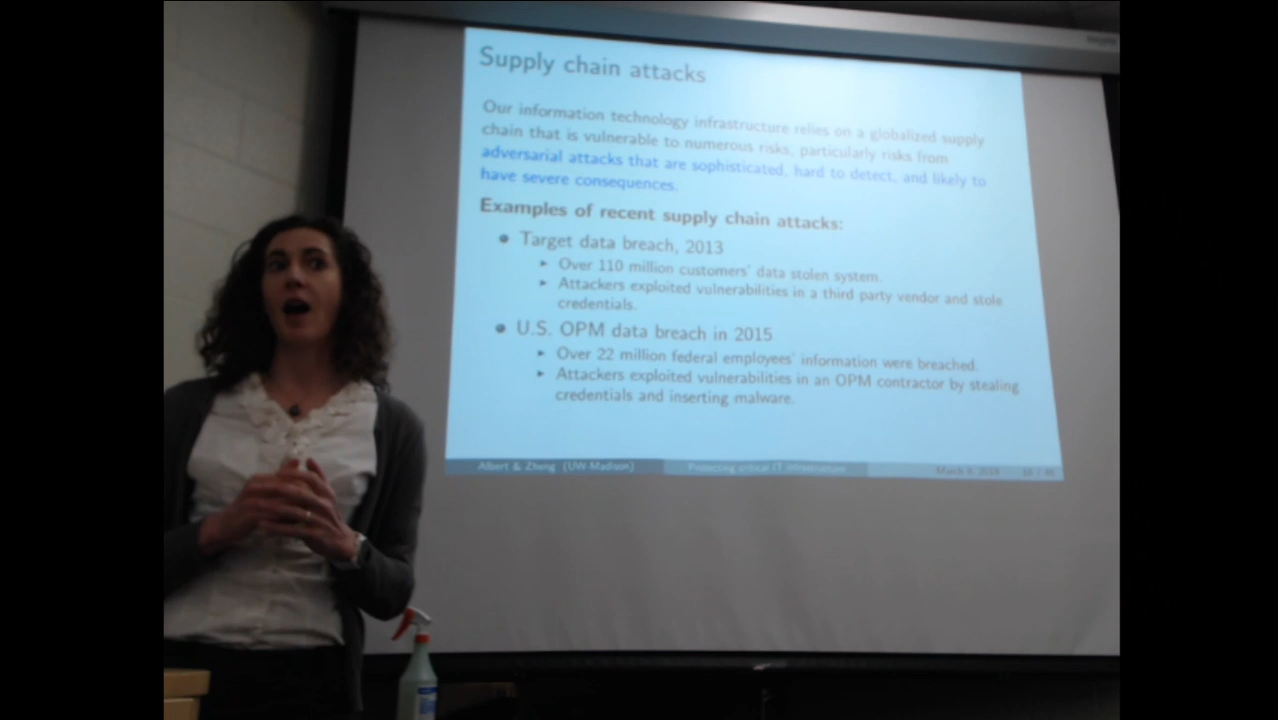 Supply chain attacks
Our information technology infrastructure relies on a globalized supply
chain that is vulnerable to numerous risks, particularly risks from
adversarial attacks that are sophisticated, hard to detect, and likely to
have severe consequences.
Examples of recent supply chain attacks:
Target data breach, 2013
Over 110 million customers' data stolen system.
Attackers exploited vulnerabilities in a third party vendor and stole
credentials.
U.S. OPM data breach in 2015
Over 22 million federal employees' information were breached.
Attackers exploited vulnerabilities in an OPM contractor by stealing
credentials and inserting malware.
Albert & Zheng (UW-Madison) Protecting critical IT infrastructure March